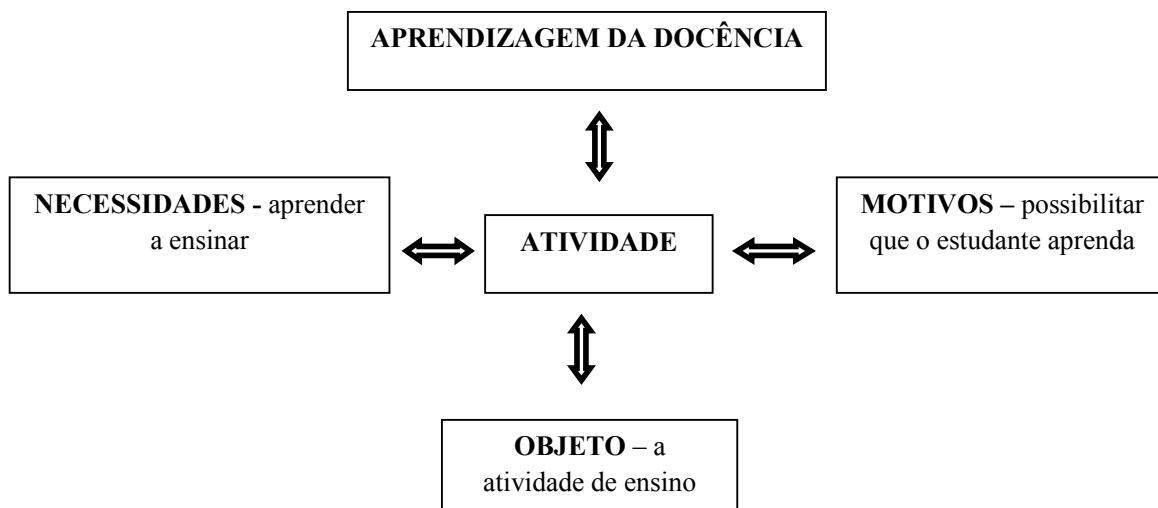 APRENDIZAGEM DA DOCÊNCIA
NECESSIDADES - aprender
a ensinar
ATIVIDADE
MOTIVOS – possibilitar
que o estudante aprenda
OBJETO – a
atividade de ensino